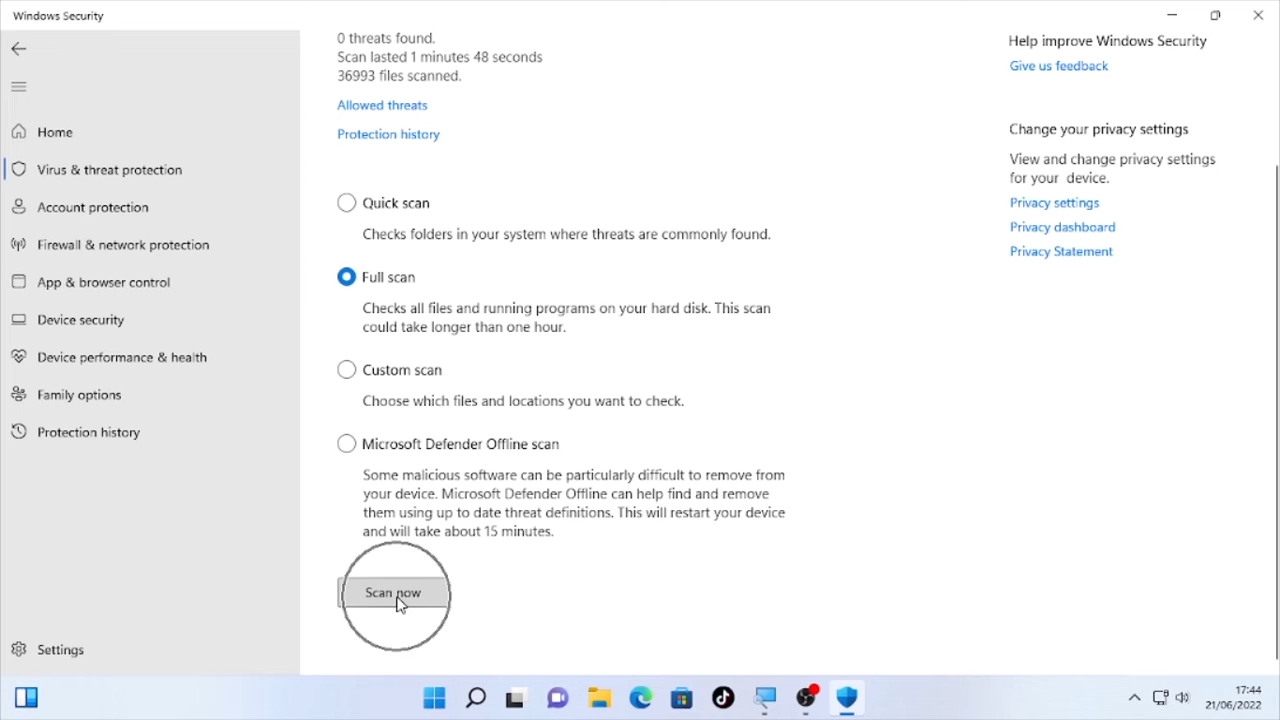 Windows Security
Home
Virus & threat protection
Account protection
Firewall & network protection
App & browser control
Device security
Device performance & health
Family options
Protection history
Settings
0 threats found.
Scan lasted 1 minutes 48 seconds
36993 files scanned.
Allowed threats
Protection history
Quick scan
Checks folders in your system where threats are commonly found.
Full scan
Checks all files and running programs on your hard disk. This scan
could take longer than one hour.
Custom scan
Choose which files and locations you want to check.
Microsoft Defender Offline scan
Some malicious software can be particularly difficult to remove from
your device. Microsoft Defender Offline can help find and remove
them using up to date threat definitions. This will restart your device
and will take about 15 minutes.
Scan now
Help improve Windows Security
Give us feedback
Change your privacy settings
View and change privacy settings
for your device.
Privacy settings
Privacy dashboard
Privacy Statement
17:44
21/06/2022